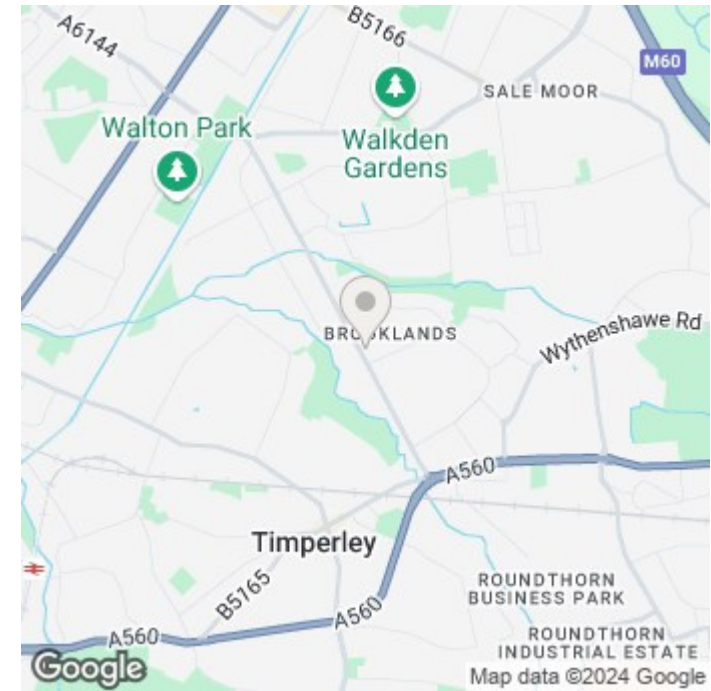 A6144
B5166
M60
SALE MOOR
Walton Park
Walkden
Gardens
BROOKLANDS
Wythenshawe Rd
A560
Timperley
B5165
A560
ROUNDTHORN
BUSINESS PARK
A560
ROUNDTHORN
INDUSTRIAL ESTATE
Google
Map data ©2024 Google